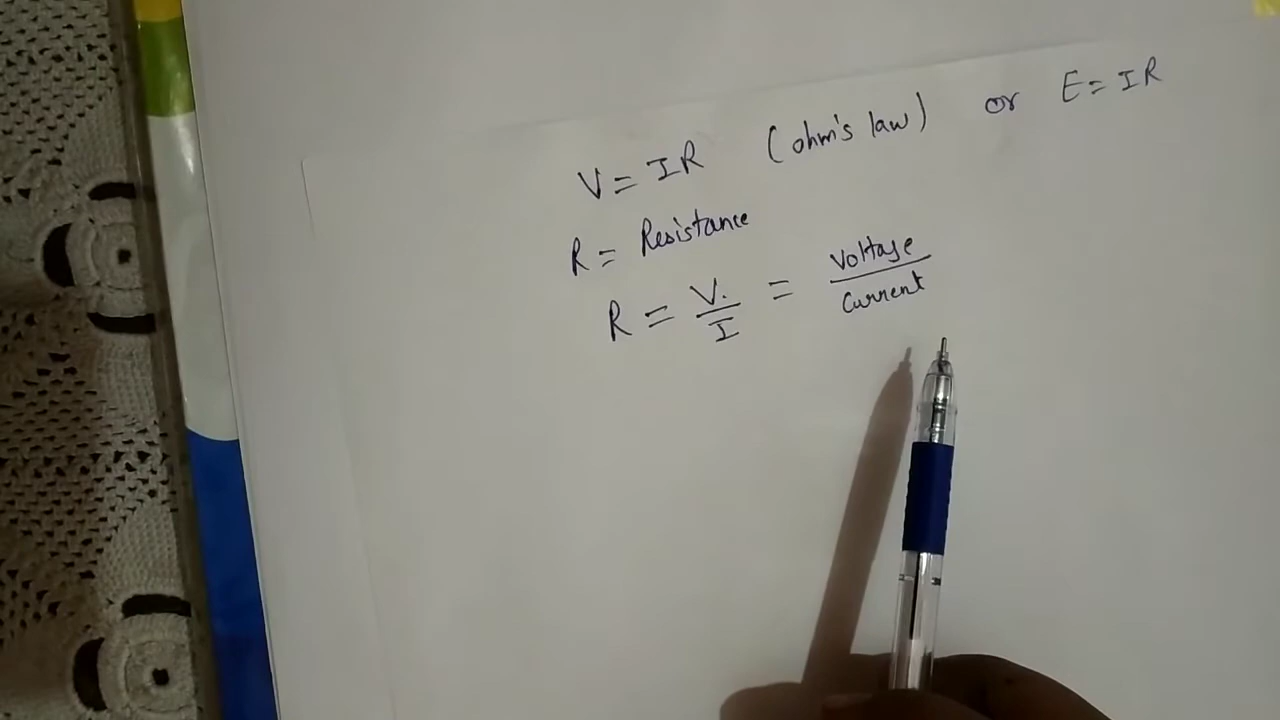 V = IR (ohm's law) or E = IR
R = Resistance
R = V/I = Voltage/Current